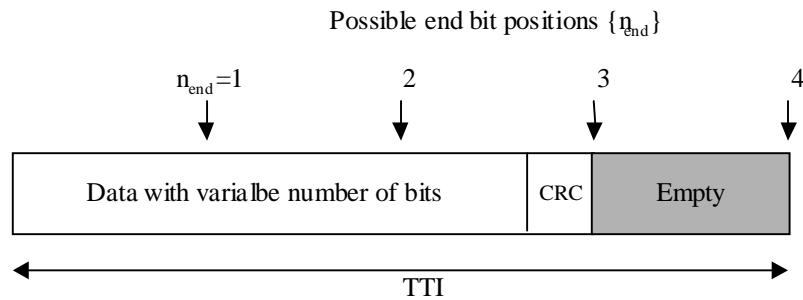 Possible end bit positions {n_end}
n_end=1 2 3 4
Data with varialbe number of bits CRC Empty
TTI